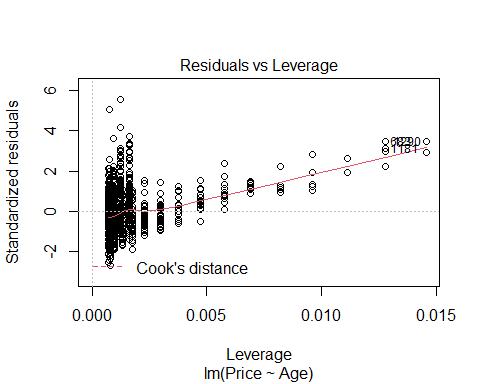 Residuals vs Leverage
Standardized residuals
6
4
2
0
-2
1181
Cook's distance
0.000 0.005 0.010 0.015
Leverage
lm(Price ~ Age)